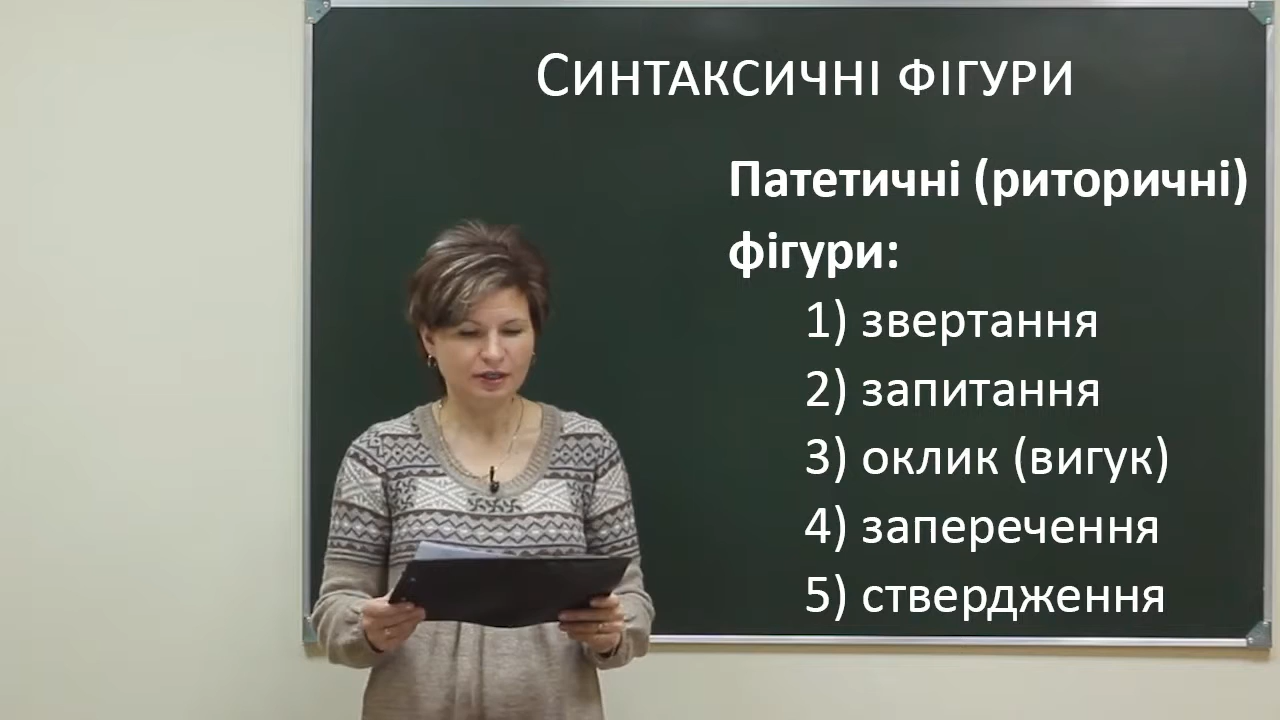 Синтаксичні фігури
Патетичні (риторичні)
фігури:
1) звертання
2) запитання
3) оклик (вигук)
4) заперечення
5) ствердження